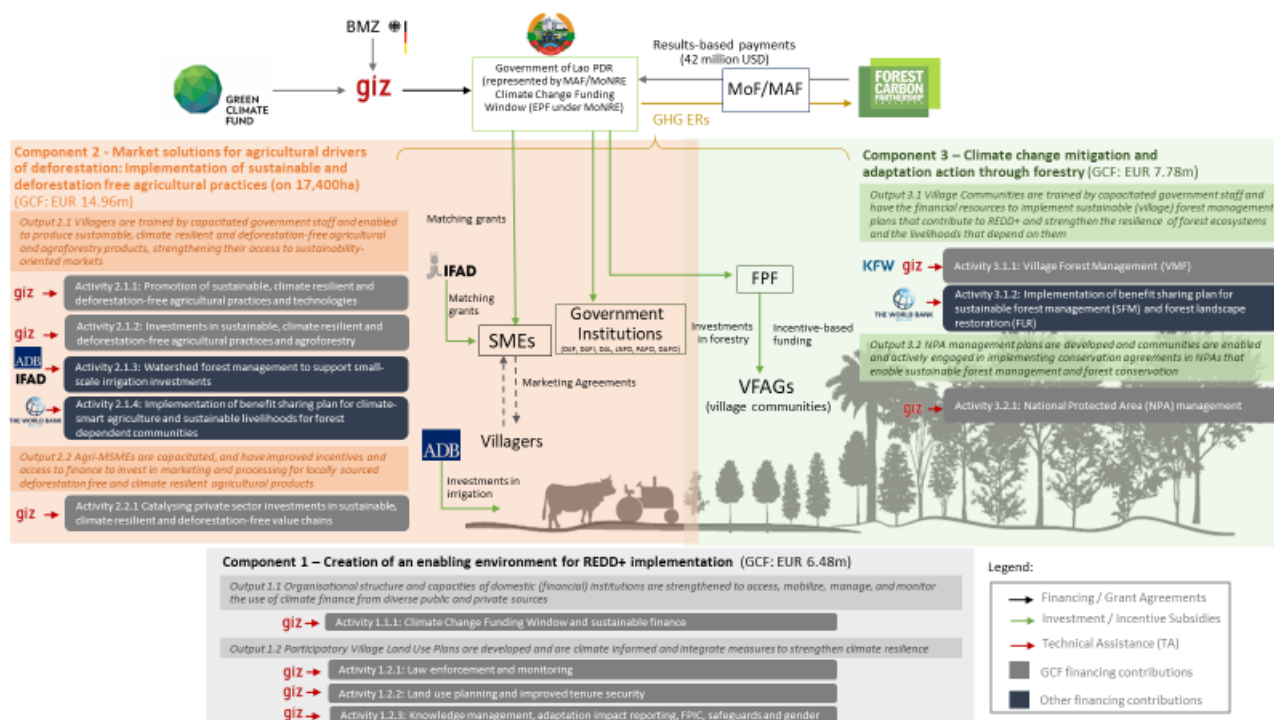 BMZ
giz
GREEN
CLIMATE
FUND
Government of Lao PDR
(represented by MAF/MoNRE
Climate Change Funding
Window (EPF under MoNRE)
Results-based payments
(42 million USD)
MoF/MAF
FOREST
CARBON
PARTNERSHIP
GHG ERs
Component 2 - Market solutions for agricultural drivers
of deforestation: Implementation of sustainable and
deforestation free agricultural practices (on 17,400ha)
(GCF: EUR 14.96m)
Output 2.1 Villagers are trained by capacitated government staff and enabled
to produce sustainable, climate resilient and deforestation-free agricultural
and agroforestry products, strengthening their access to sustainability-
oriented markets
giz
Activity 2.1.1: Promotion of sustainable, climate resilient and
deforestation-free agricultural practices and technologies
giz
Activity 2.1.2: Investments in sustainable, climate resilient and
deforestation-free agricultural practices and agroforestry
ADB
IFAD
Activity 2.1.3: Watershed forest management to support small-
scale irrigation investments
THE WORLD BANK
Activity 2.1.4: Implementation of benefit sharing plan for climate-
smart agriculture and sustainable livelihoods for forest
dependent communities
Output 2.2 Agri-MSMEs are capacitated, and have improved incentives and
access to finance to invest in marketing and processing for locally sourced
deforestation free and climate resilient agricultural products
giz
Activity 2.2.1 Catalysing private sector investments in sustainable,
climate resilient and deforestation-free value chains
Matching grants
IFAD
Matching
grants
SMEs
Government
Institutions
Marketing Agreements
Villagers
ADB
Investments in
irrigation
FPF
Investments
in forestry
Incentive-based
funding
VFAGs
(village communities)
Component 3 – Climate change mitigation and
adaptation action through forestry (GCF: EUR 7.78m)
Output 3.1 Village Communities are trained by capacitated government staff and
have the financial resources to implement sustainable (village) forest management
plans that contribute to REDD+ and strengthen the resilience of forest ecosystems
and the livelihoods that depend on them
KFW giz
Activity 3.1.1: Village Forest Management (VMF)
THE WORLD BANK
Activity 3.1.2: Implementation of benefit sharing plan for
sustainable forest management (SFM) and forest landscape
restoration (FLR)
Output 3.2 NPA management plans are developed and communities are enabled
and actively engaged in implementing conservation agreements in NPAs that
enable sustainable forest management and forest conservation
giz
Activity 3.2.1: National Protected Area (NPA) management
Component 1 – Creation of an enabling environment for REDD+ implementation (GCF: EUR 6.48m)
Output 1.1 Organisational structure and capacities of domestic (financial) institutions are strengthened to access, mobilize, manage, and monitor
the use of climate finance from diverse public and private sources
giz
Activity 1.1.1: Climate Change Funding Window and sustainable finance
Output 1.2 Participatory Village Land Use Plans are developed and are climate informed and integrate measures to strengthen climate resilience
giz
Activity 1.2.1: Law enforcement and monitoring
giz
Activity 1.2.2: Land use planning and improved tenure security
giz
Activity 1.2.3: Knowledge management, adaptation impact reporting, FPIC, safeguards and gender
Legend:
Financing / Grant Agreements
Investment / Incentive Subsidies
Technical Assistance (TA)
GCF financing contributions
Other financing contributions